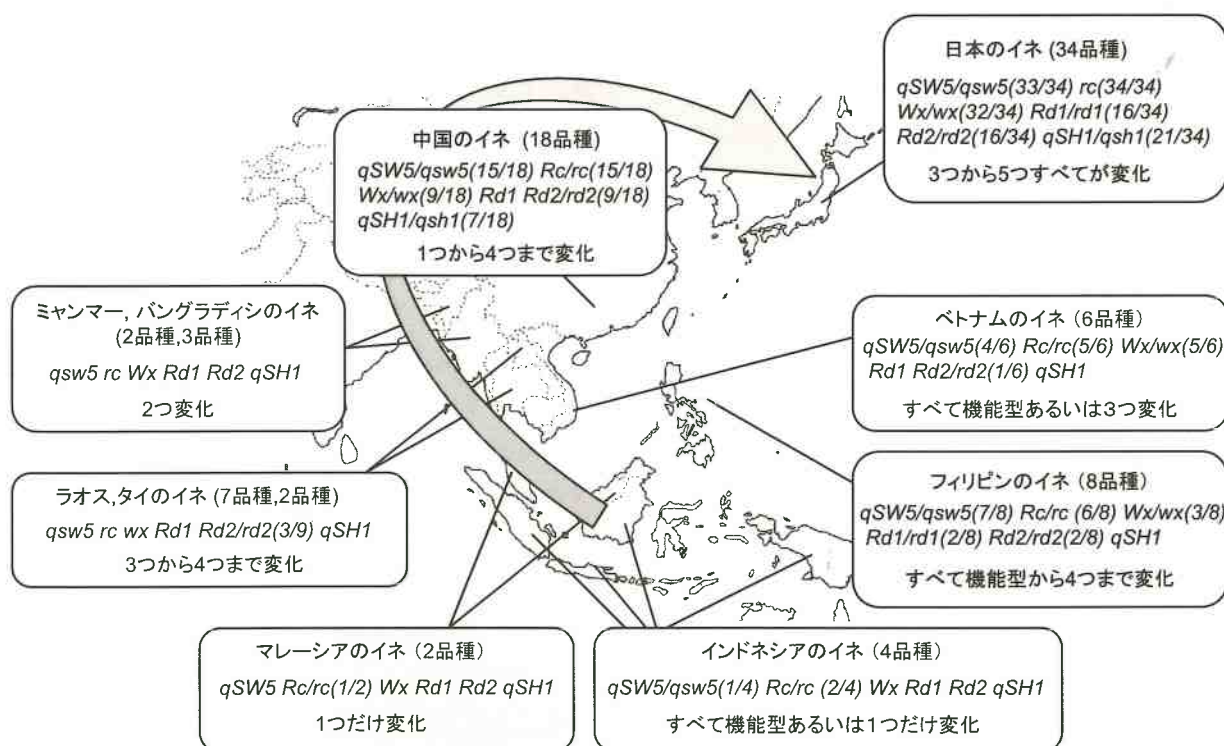 日本のイネ (34品種)
qSW5/qsw5(33/34) rc(34/34)
Wx/wx(32/34) Rd1/rd1(16/34)
Rd2/rd2(16/34) qSH1/qsh1(21/34)
3つから5つすべてが変化
中国のイネ (18品種)
qSW5/qsw5(15/18) Rc/rc(15/18)
Wx/wx(9/18) Rd1 Rd2/rd2(9/18)
qSH1/qsh1(7/18)
1つから4つまで変化
ミャンマー, バングラディシのイネ
(2品種,3品種)
qsw5 rc Wx Rd1 Rd2 qSH1
2つ変化
ベトナムのイネ (6品種)
qSW5/qsw5(4/6) Rc/rc(5/6) Wx/wx(5/6)
Rd1 Rd2/rd2(1/6) qSH1
すべて機能型あるいは3つ変化
ラオス,タイのイネ (7品種,2品種)
qsw5 rc wx Rd1 Rd2/rd2(3/9) qSH1
3つから4つまで変化
フィリピンのイネ (8品種)
qSW5/qsw5(7/8) Rc/rc (6/8) Wx/wx(3/8)
Rd1/rd1(2/8) Rd2/rd2(2/8) qSH1
すべて機能型から4つまで変化
マレーシアのイネ (2品種)
qSW5 Rc/rc(1/2) Wx Rd1 Rd2 qSH1
1つだけ変化
インドネシアのイネ (4品種)
qSW5/qsw5(1/4) Rc/rc (2/4) Wx Rd1 Rd2 qSH1
すべて機能型あるいは1つだけ変化